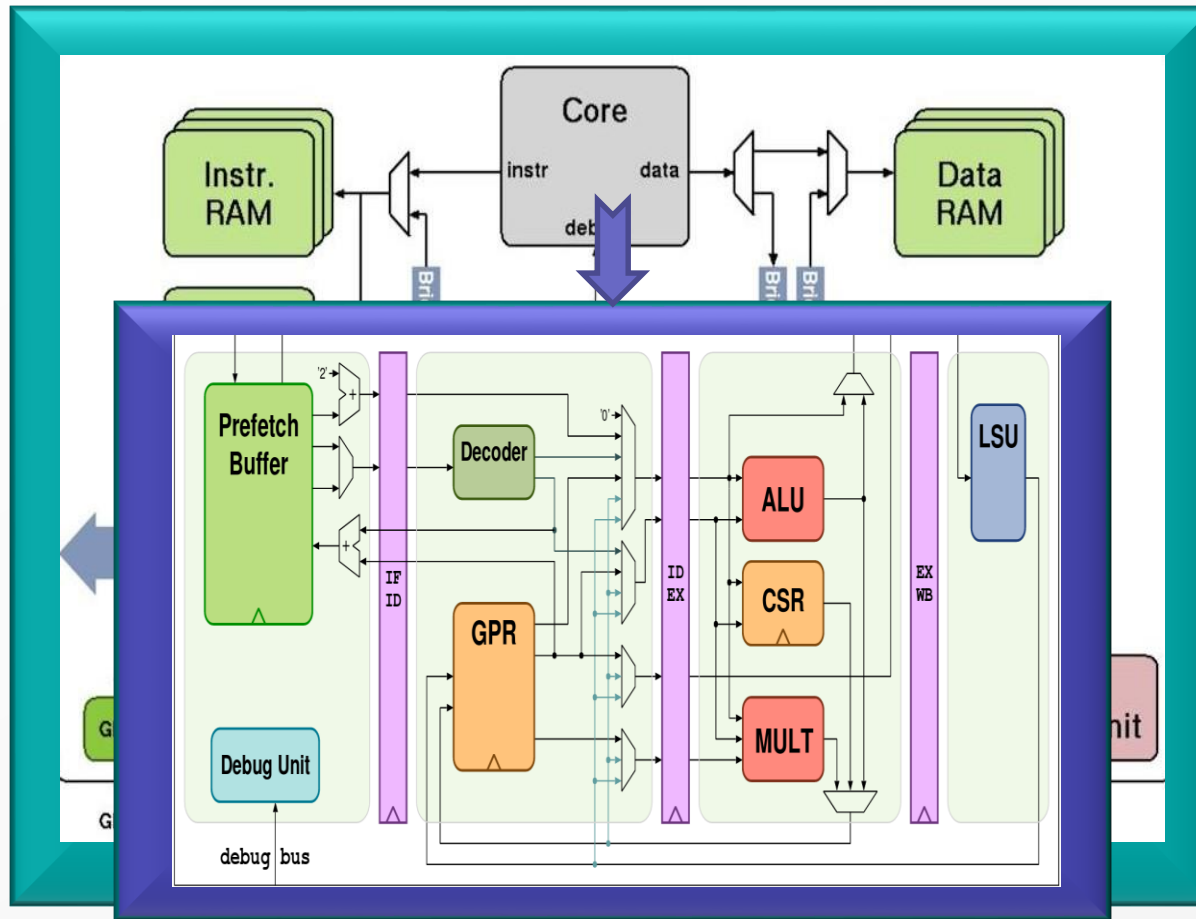 Core
Instr.
RAM
instr
data
Data
RAM
'2'
+
'0'
Prefetch
Buffer
Decoder
LSU
ALU
+
IF
ID
ID
EX
EX
WB
CSR
GPR
MULT
Debug Unit
debug bus